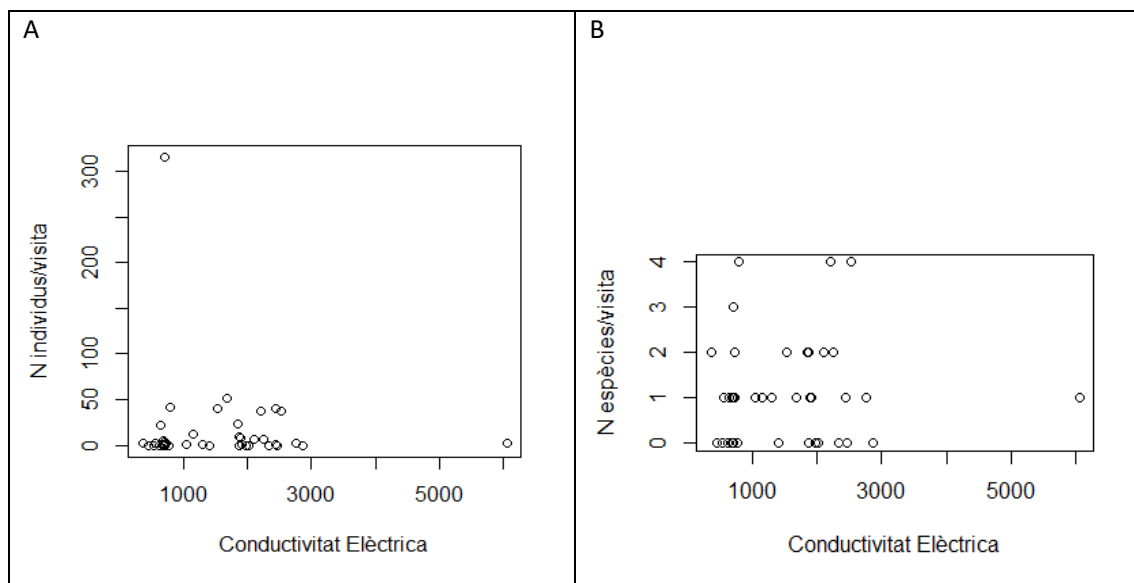 A
N individus/visita
300
200
100
50
0
1000 3000 5000
Conductivitat Elèctrica
B
N espècies/visita
4
3
2
1
0
1000 3000 5000
Conductivitat Elèctrica